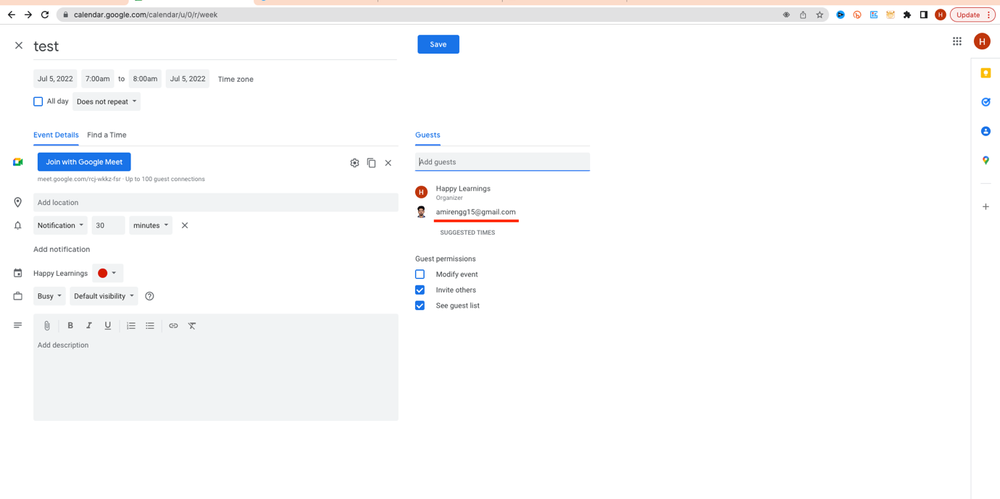 calendar.google.com/calendar/u/0/r/week
H
Update
test
Save
H
Jul 5, 2022 7:00am to 8:00am Jul 5, 2022 Time zone
All day Does not repeat
Event Details Find a Time
Guests
Join with Google Meet
meet.google.com/rcj-wkkz-fsr · Up to 100 guest connections
Add location
Notification 30 minutes
Add notification
Happy Learnings
Busy Default visibility
B I U
Add description
Add guests
H Happy Learnings
Organizer
amirengg15@gmail.com
SUGGESTED TIMES
Guest permissions
Modify event
Invite others
See guest list